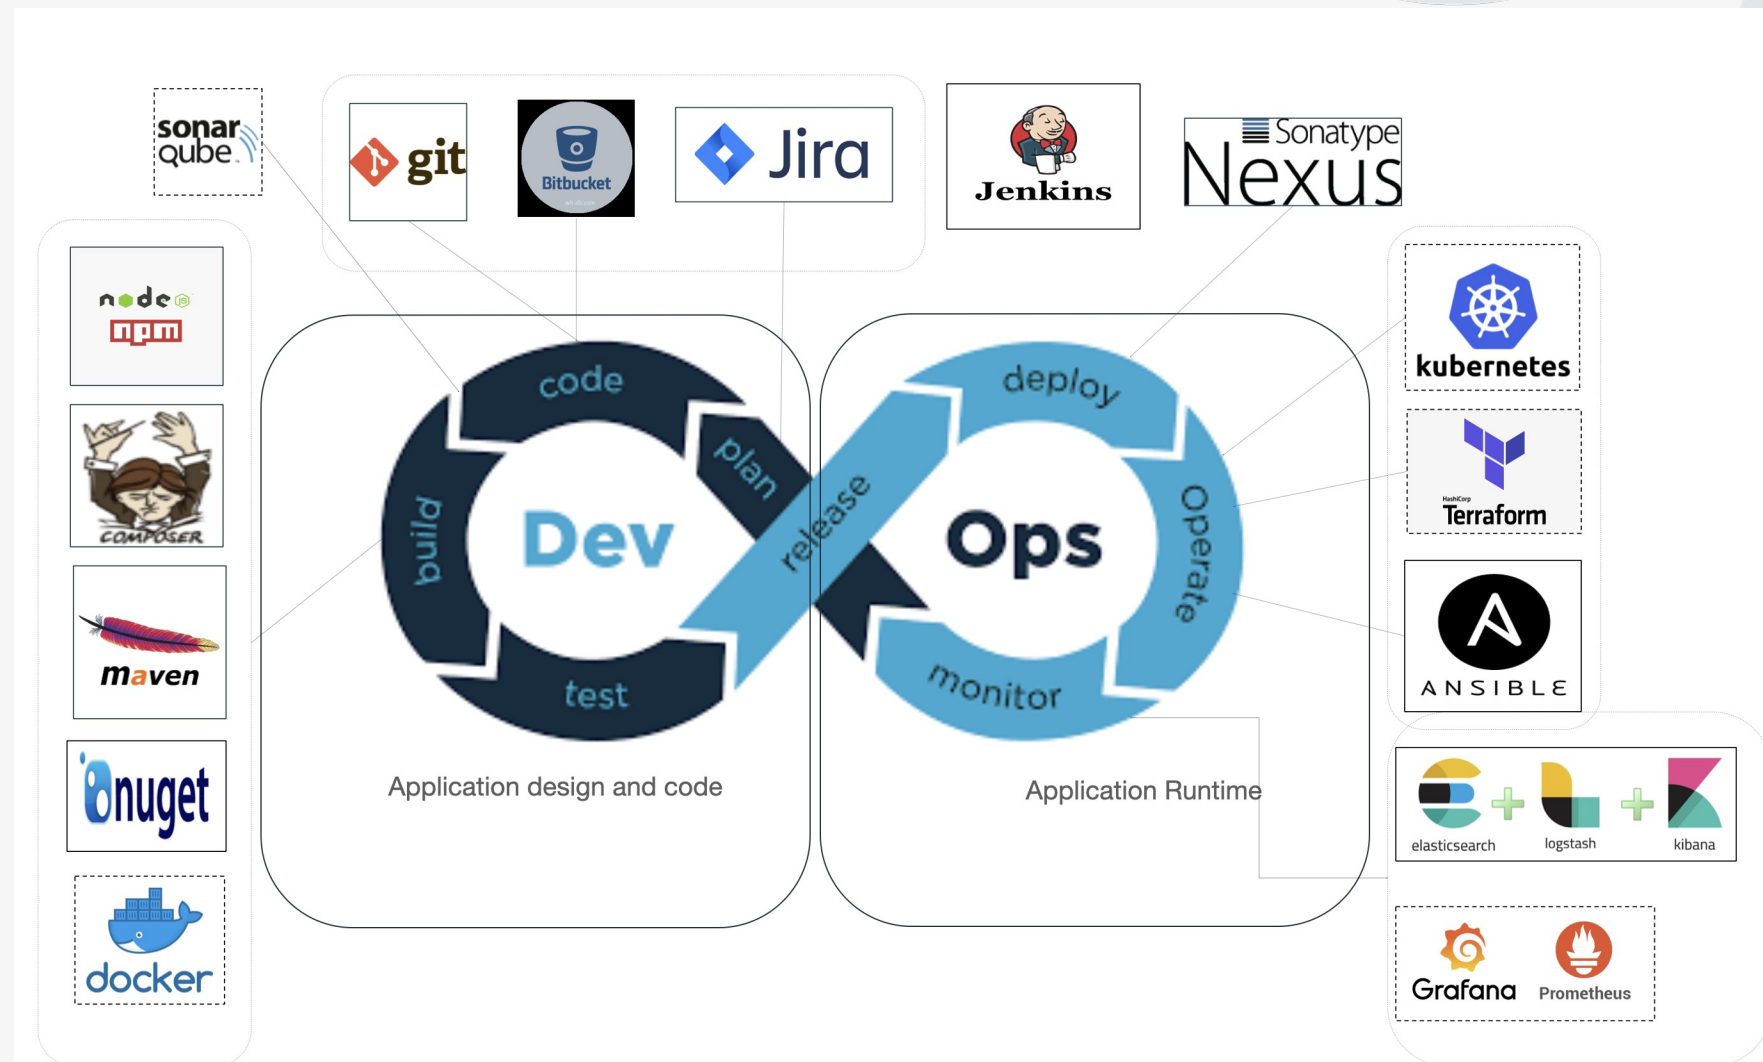 sonar
qube
git
Bitbucket
Jira
Jenkins
Sonatype
Nexus
node
JS
npm
COMPOSER
maven
nuget
docker
code
plan
build
Dev
test
release
deploy
Operate
Ops
monitor
Application design and code
Application Runtime
kubernetes
HashiCorp
Terraform
ANSIBLE
elasticsearch
logstash
kibana
Grafana
Prometheus